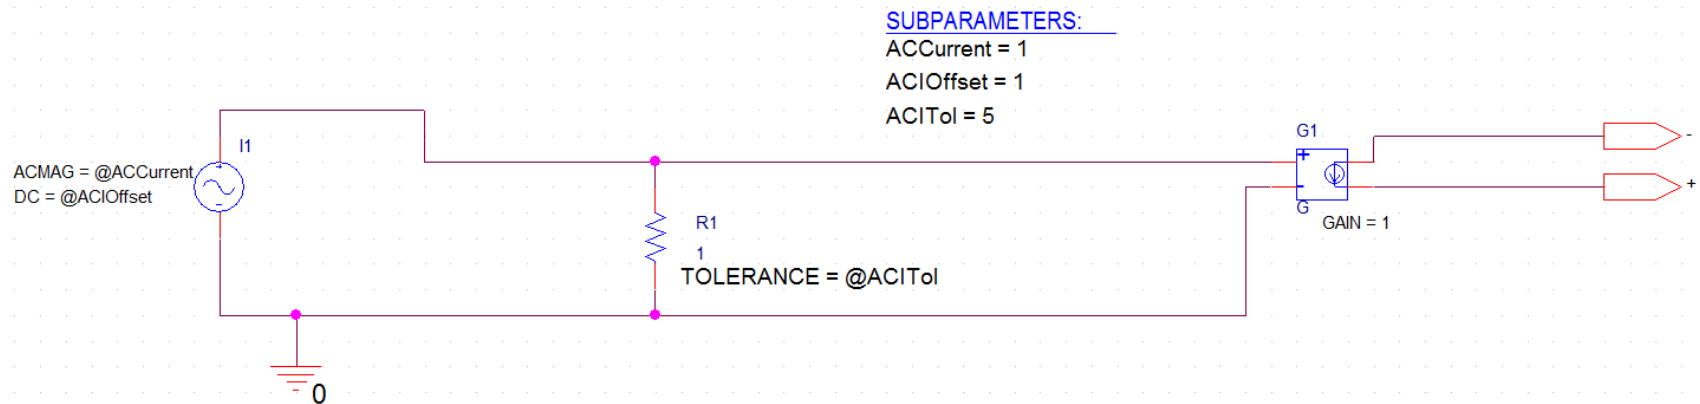 SUBPARAMETERS:
ACCurrent = 1
ACIOffset = 1
ACITol = 5
I1
ACMAG = @ACCurrent
DC = @ACIOffset
+
-
R1
1
TOLERANCE = @ACITol
G1
+
-
G
GAIN = 1
-
+
0